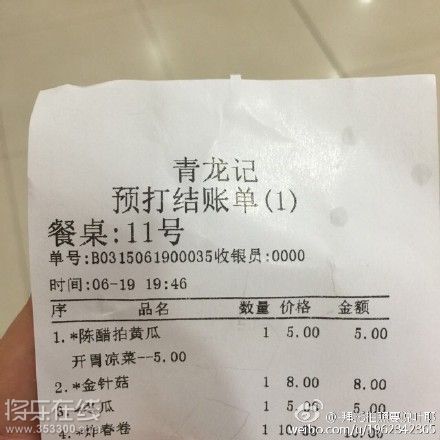 青龙记
预打结账单(1)
餐桌:11号
单号:B0315061900035收银员:0000
时间:06-19 19:46
序 品名 数量 价格 金额
1.*陈醋拍黄瓜 1 5.00 5.00
开胃凉菜--5.00
2.*金针菇 1 8.00 8.00
瓜 1 5.00
4.*炸春卷 1
将乐在线
www.353300.com